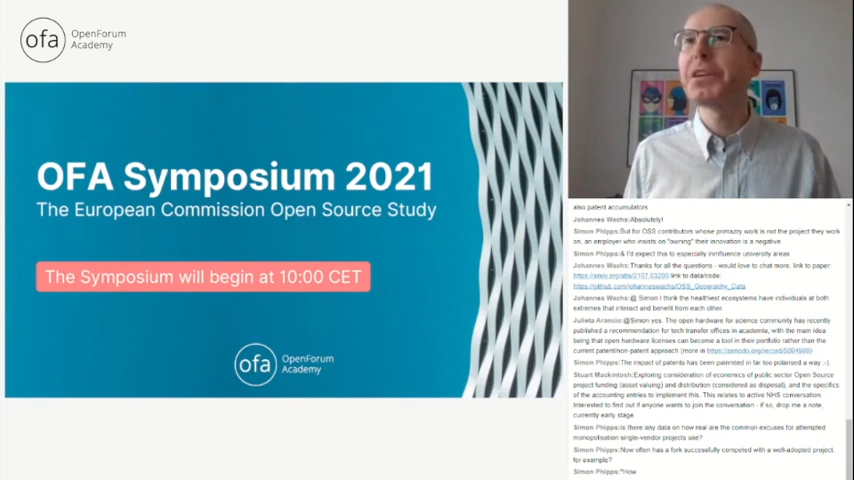 ofa
OpenForum
Academy
OFA Symposium 2021
The European Commission Open Source Study
The Symposium will begin at 10:00 CET
ofa
OpenForum
Academy
also patent accumulators
Johannes Wachs:Absolutely!
Simon Phipps:But for OSS contributors whose primazry work is not the project they work
on, an employer who insists on "owning" their innovation is a negative.
Simon Phipps:& I'd expect this to especially inmfluence university areas
Johannes Wachs:Thanks for all the questions - would love to chat more. link to paper:
https://arxiv.org/abs/2107.03200 link to data/code:
https://github.com/johanneswachs/OSS_Geography_Data
Johannes Wachs:@ Simon I think the healthiest ecosystems have individuals at both
extremes that interact and benefit from each other.
Julieta Arancio:@Simon yes. The open hardware for science community has recently
published a recommendation for tech transfer offices in academia, with the main idea
being that open hardware licenses can become a tool in their portfolio rather than the
current patent/non-patent approach (more in
Simon Phipps:The impact of patents has been painnted in far too polarised a way :-)
Stuart Mackintosh:Exploring consideration of economics of public sector Open Source
project funding (asset valuing) and distribution (considered as disposal), and the specifics
of the accounting entries to implement this. This relates to active NHS conversation.
Interested to find out if anyone wants to join the conversation - if so, drop me a note,
currently early stage.
Simon Phipps:Is there any data on how real are the common excuses for attempted
monopolisation single-vendor projects use?
Simon Phipps:Now often has a fork successfully competed with a well-adopted project,
for example?
Simon Phipps:*How